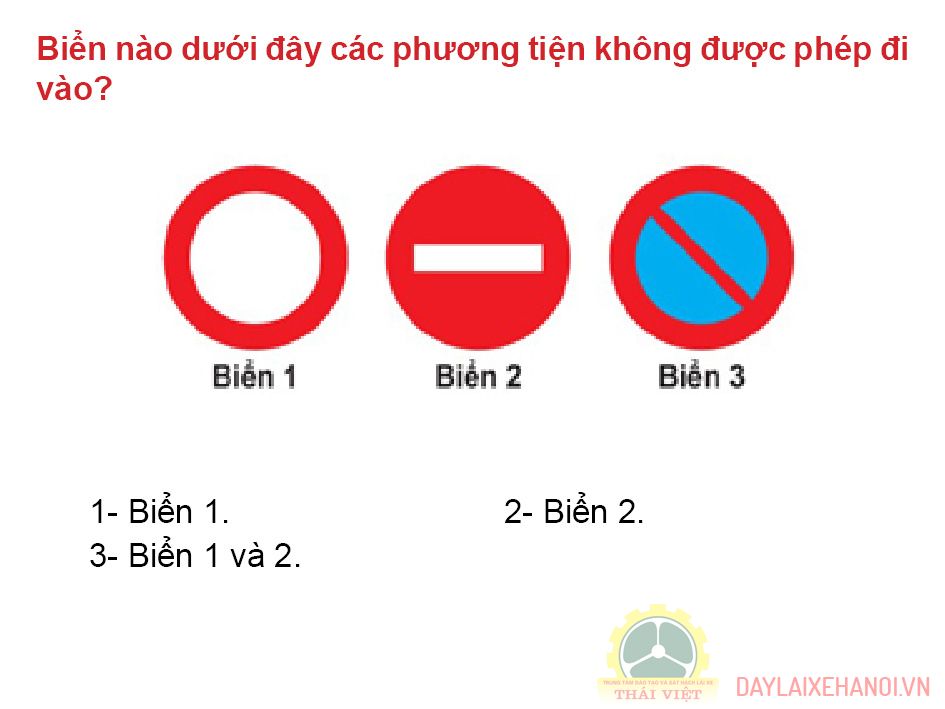 Biển nào dưới đây các phương tiện không được phép đi
vào?
Biển 1
Biển 2
Biển 3
1- Biển 1.
2- Biển 2.
3- Biển 1 và 2.
TRUNG TÂM ĐÀO TẠO VÀ SÁT HẠCH LÁI XE
THÁI VIỆT
DAYLAIXEHANOI.VN